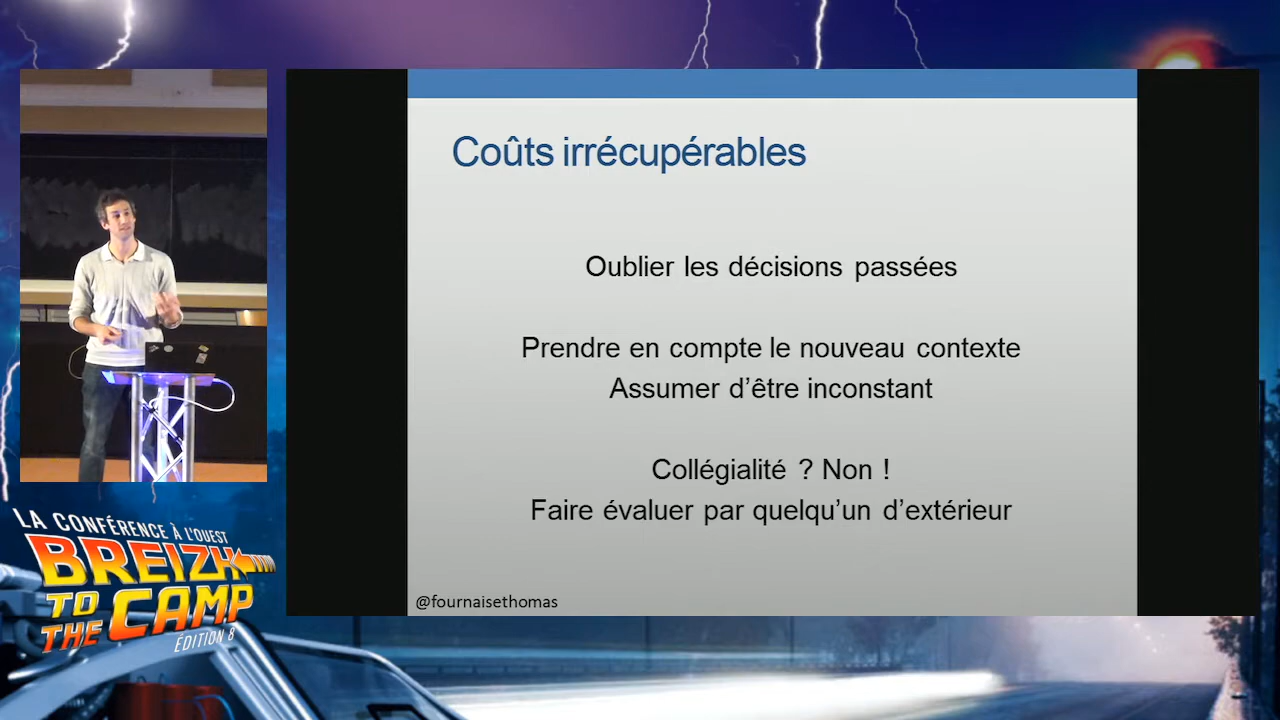 Coûts irrécupérables
Oublier les décisions passées
Prendre en compte le nouveau contexte
Assumer d’être inconstant
Collégialité ? Non !
Faire évaluer par quelqu’un d’extérieur
@fournaisethomas
LA CONFÉRENCE À L'OUEST
BREIZH
TO
THE CAMP
ÉDITION 8